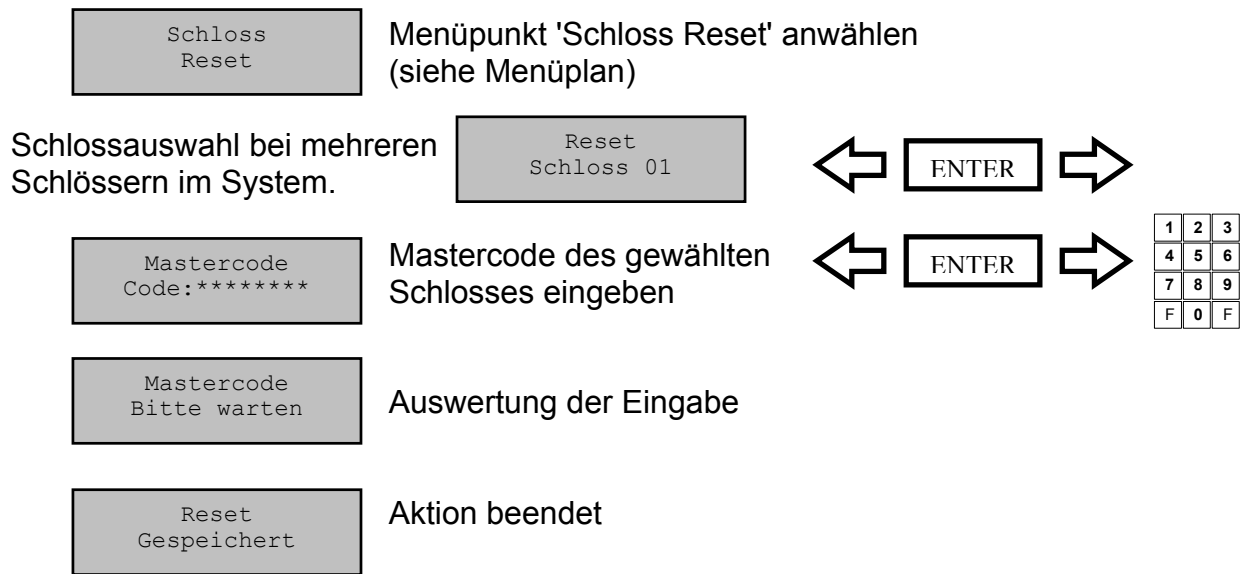 Schloss
Reset
Menüpunkt 'Schloss Reset' anwählen
(siehe Menüplan)
Schlossauswahl bei mehreren
Schlössern im System.
Reset
Schloss 01
ENTER
Mastercode
Code:********
Mastercode des gewählten
Schlosses eingeben
ENTER
1 2 3
4 5 6
7 8 9
F 0 F
Mastercode
Bitte warten
Auswertung der Eingabe
Reset
Gespeichert
Aktion beendet